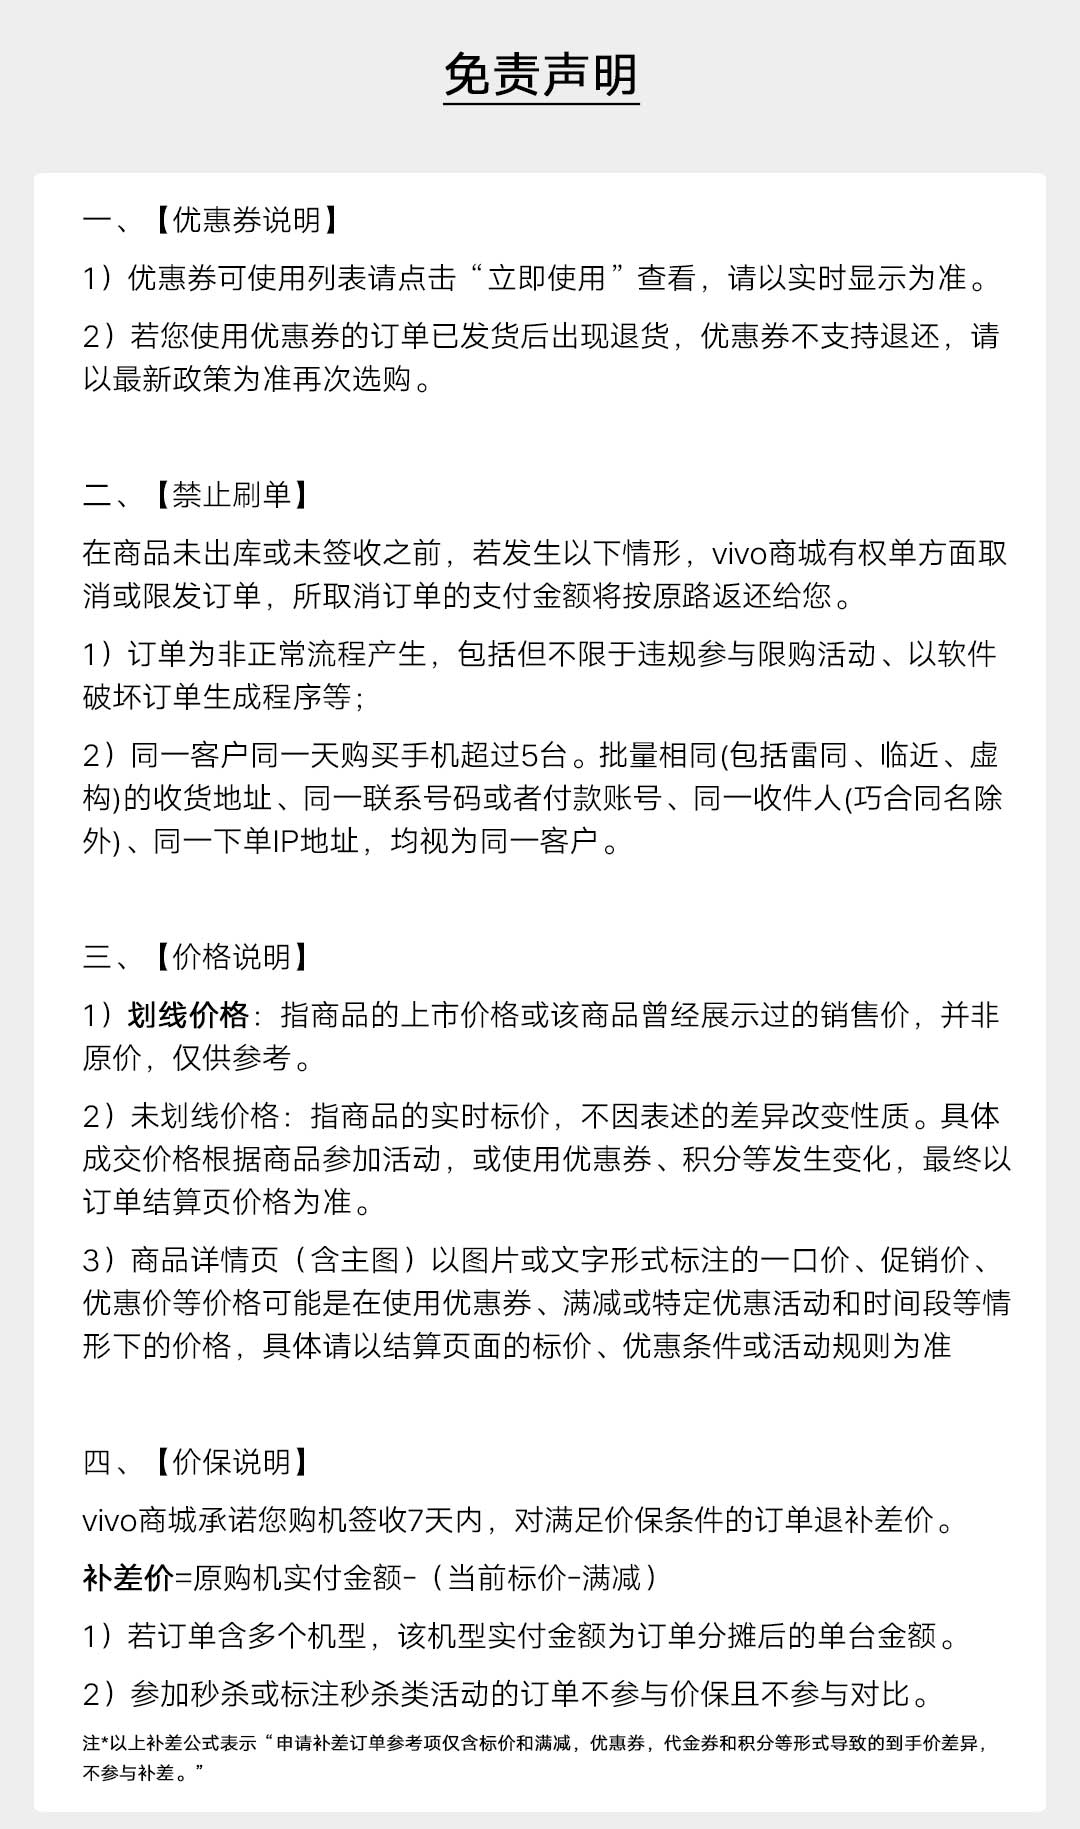 免责声明
一、【优惠券说明】
1）优惠券可使用列表请点击“立即使用”查看，请以实时显示为准。
2）若您使用优惠券的订单已发货后出现退货，优惠券不支持退还，请
以最新政策为准再次选购。
二、【禁止刷单】
在商品未出库或未签收之前，若发生以下情形，vivo商城有权单方面取
消或限发订单，所取消订单的支付金额将按原路返还给您。
1）订单为非正常流程产生，包括但不限于违规参与限购活动、以软件
破坏订单生成程序等；
2）同一客户同一天购买手机超过5台。批量相同(包括雷同、临近、虚
构)的收货地址、同一联系号码或者付款账号、同一收件人(巧合同名除
外)、同一下单IP地址，均视为同一客户。
三、【价格说明】
1）划线价格：指商品的上市价格或该商品曾经展示过的销售价，并非
原价，仅供参考。
2）未划线价格：指商品的实时标价，不因表述的差异改变性质。具体
成交价格根据商品参加活动，或使用优惠券、积分等发生变化，最终以
订单结算页价格为准。
3）商品详情页（含主图）以图片或文字形式标注的一口价、促销价、
优惠价等价格可能是在使用优惠券、满减或特定优惠活动和时间段等情
形下的价格，具体请以结算页面的标价、优惠条件或活动规则为准
四、【价保说明】
vivo商城承诺您购机签收7天内，对满足价保条件的订单退补差价。
补差价=原购机实付金额-（当前标价-满减）
1）若订单含多个机型，该机型实付金额为订单分摊后的单台金额。
2）参加秒杀或标注秒杀类活动的订单不参与价保且不参与对比。
注*以上补差公式表示“申请补差订单参考项仅含标价和满减，优惠券，代金券和积分等形式导致的到手价差异，
不参与补差。”